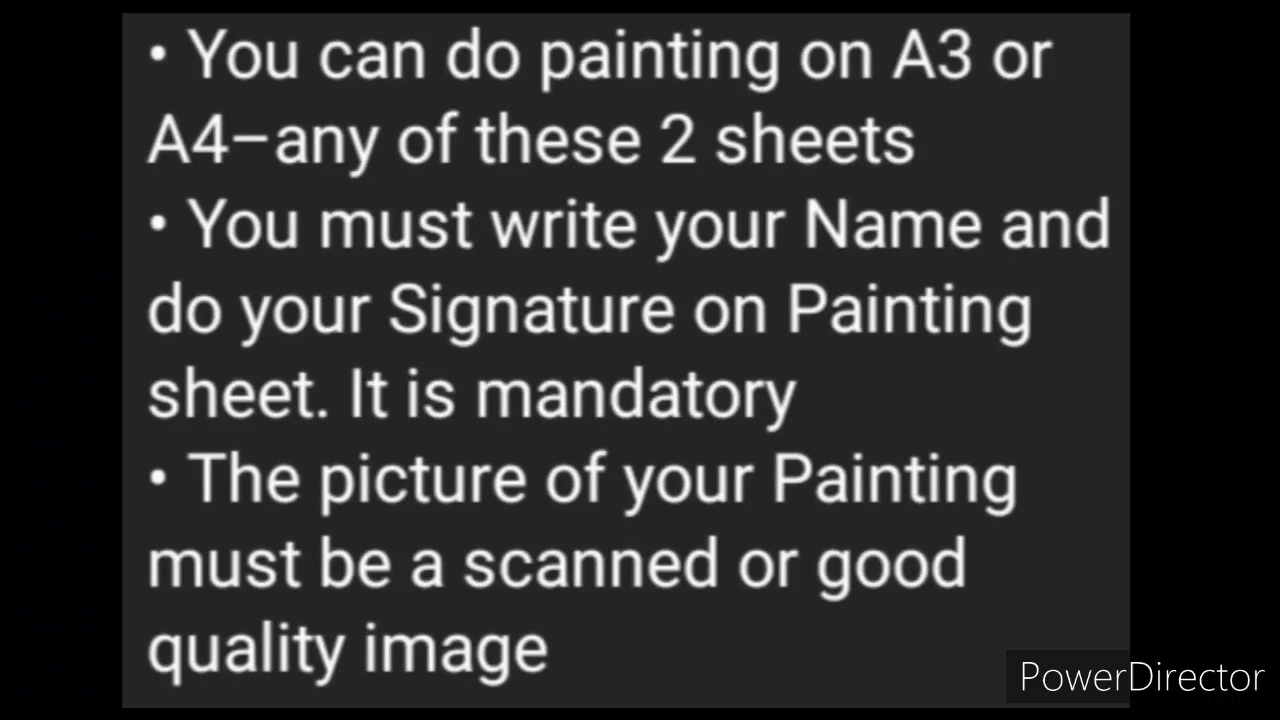 • You can do painting on A3 or
A4–any of these 2 sheets
• You must write your Name and
do your Signature on Painting
sheet. It is mandatory
• The picture of your Painting
must be a scanned or good
quality image
PowerDirector